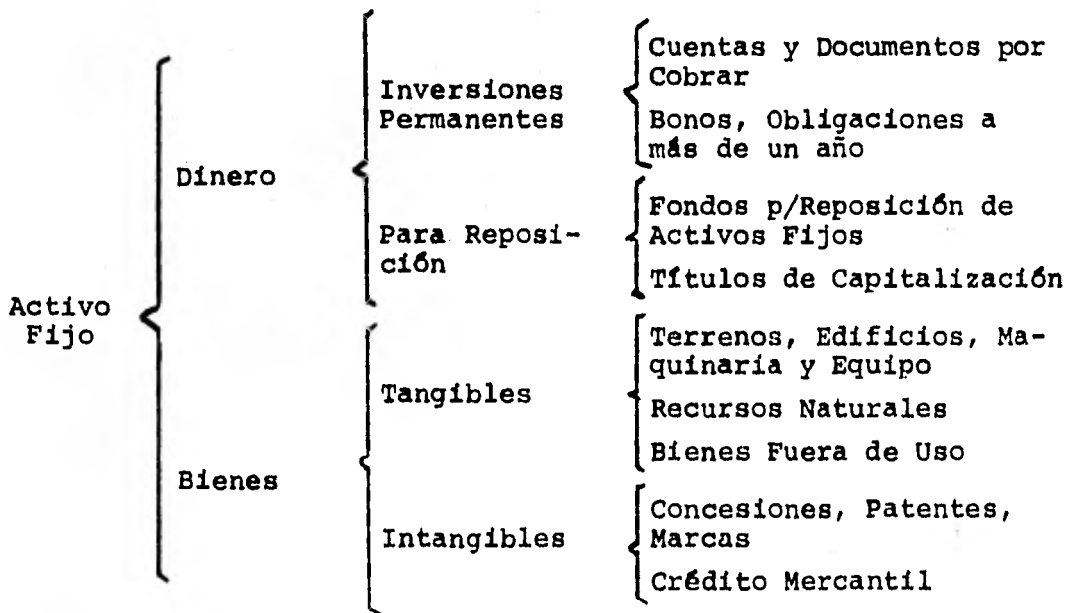 Activo
Fijo
Dinero
Inversiones
Permanentes
Cuentas y Documentos por
Cobrar
Bonos, Obligaciones a
más de un año
Para Reposi-
ción
Fondos p/Reposición de
Activos Fijos
Títulos de Capitalización
Bienes
Tangibles
Terrenos, Edificios, Ma-
quinaria y Equipo
Recursos Naturales
Bienes Fuera de Uso
Intangibles
Concesiones, Patentes,
Marcas
Crédito Mercantil